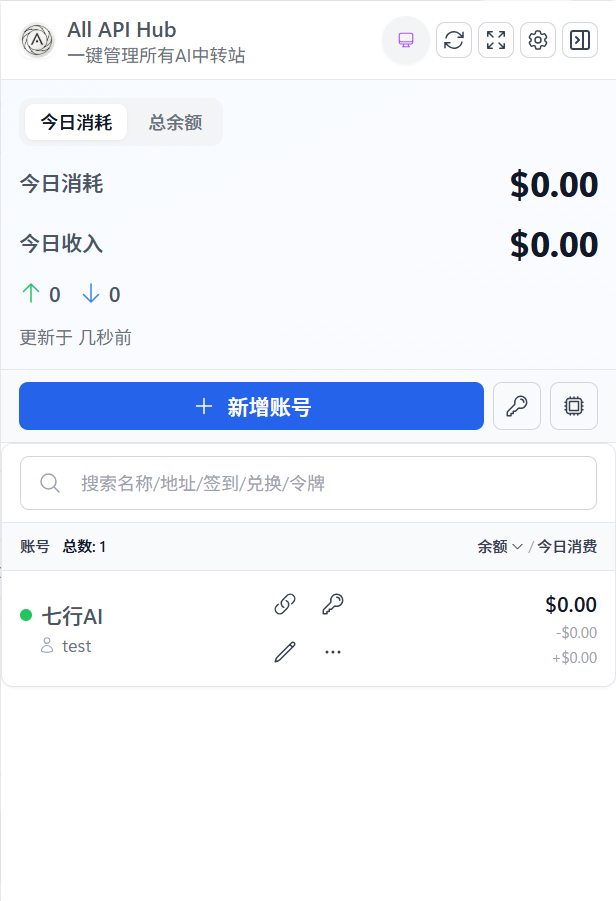 All API Hub
一键管理所有AI中转站
今日消耗 总余额
今日消耗 $0.00
今日收入 $0.00
0 0
更新于 几秒前
新增账号
搜索名称/地址/签到/兑换/令牌
账号 总数: 1 余额 / 今日消费
七行AI $0.00
test -$0.00
+$0.00